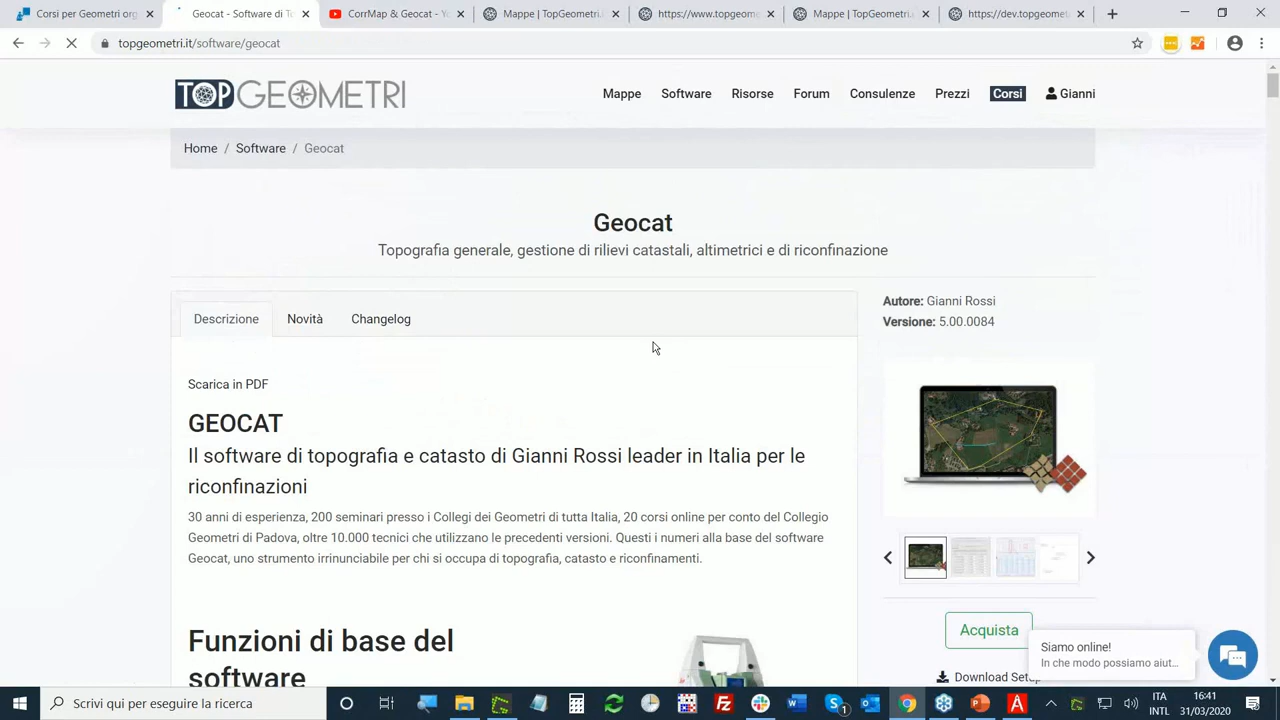 Corsi per Geometri org
Geocat - Software di To
CorrMap & Geocat - Yo
Mappe | TopGeometri.i
https://www.topgeome
Mappe | TopGeometri.i
https://dev.topgeometr
topgeometri.it/software/geocat
TOPGEOMETRI
Mappe Software Risorse Forum Consulenze Prezzi Corsi Gianni
Home / Software / Geocat
Geocat
Topografia generale, gestione di rilievi catastali, altimetrici e di riconfinazione
Descrizione Novità Changelog
Autore: Gianni Rossi
Versione: 5.00.0084
Scarica in PDF
GEOCAT
Il software di topografia e catasto di Gianni Rossi leader in Italia per le
riconfinazioni
30 anni di esperienza, 200 seminari presso i Collegi dei Geometri di tutta Italia, 20 corsi online per conto del Collegio
Geometri di Padova, oltre 10.000 tecnici che utilizzano le precedenti versioni. Questi i numeri alla base del software
Geocat, uno strumento irrinunciabile per chi si occupa di topografia, catasto e riconfinamenti.
Funzioni di base del
software
Acquista
Siamo online!
In che modo possiamo aiut...
Download Setup
Scrivi qui per eseguire la ricerca
ITA
INTL
16:41
31/03/2020